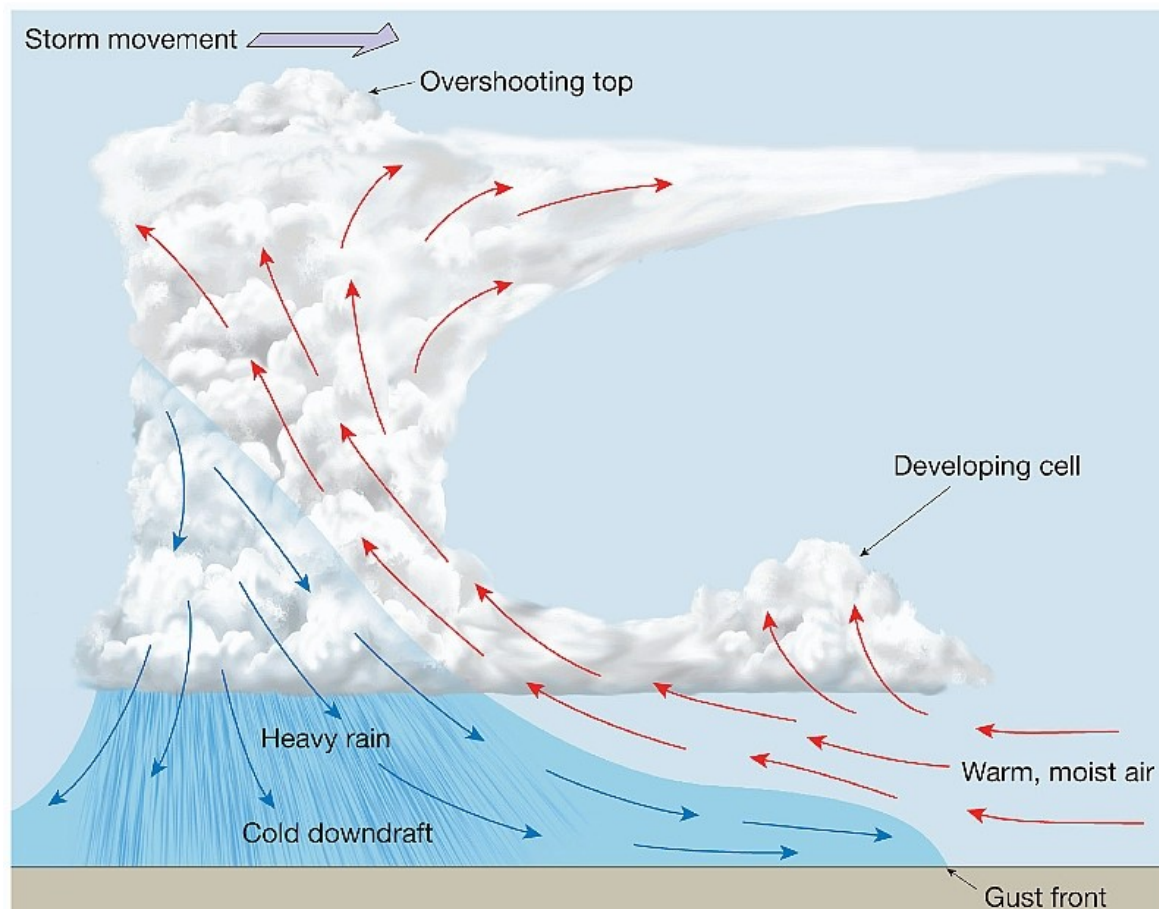 Storm movement
Overshooting top
Developing cell
Heavy rain
Warm, moist air
Cold downdraft
Gust front